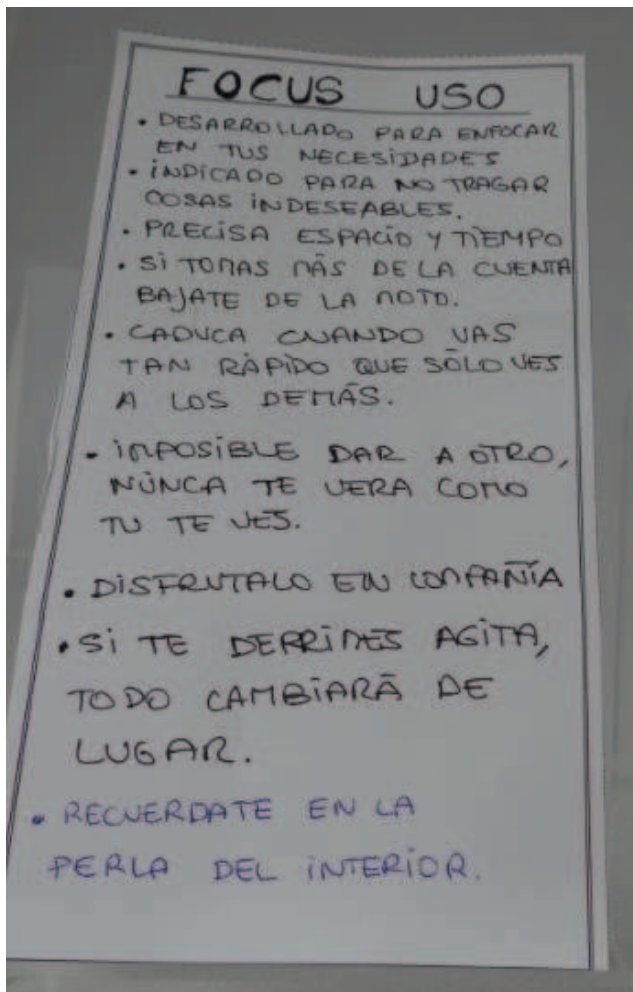 FOCUS USO
• DESARROLLADO PARA ENFOCAR
EN TUS NECESIDADES
• INDICADO PARA NO TRAGAR
COSAS INDESEABLES.
• PRECISA ESPACIO Y TIEMPO
• SI TOMAS MÁS DE LA CUENTA
BAJATE DE LA MOTO.
• CADUCA CUANDO VAS
TAN RÁPIDO QUE SÓLO VES
A LOS DEMÁS.
• IMPOSIBLE DAR A OTRO,
NÚNCA TE VERA COMO
TU TE VES.
• DISFRUTALO EN COMPAÑÍA
• SI TE DERRIMES AGITA,
TODO CAMBIARÁ DE
LUGAR.
• RECUERDATE EN LA
PERLA DEL INTERIOR.